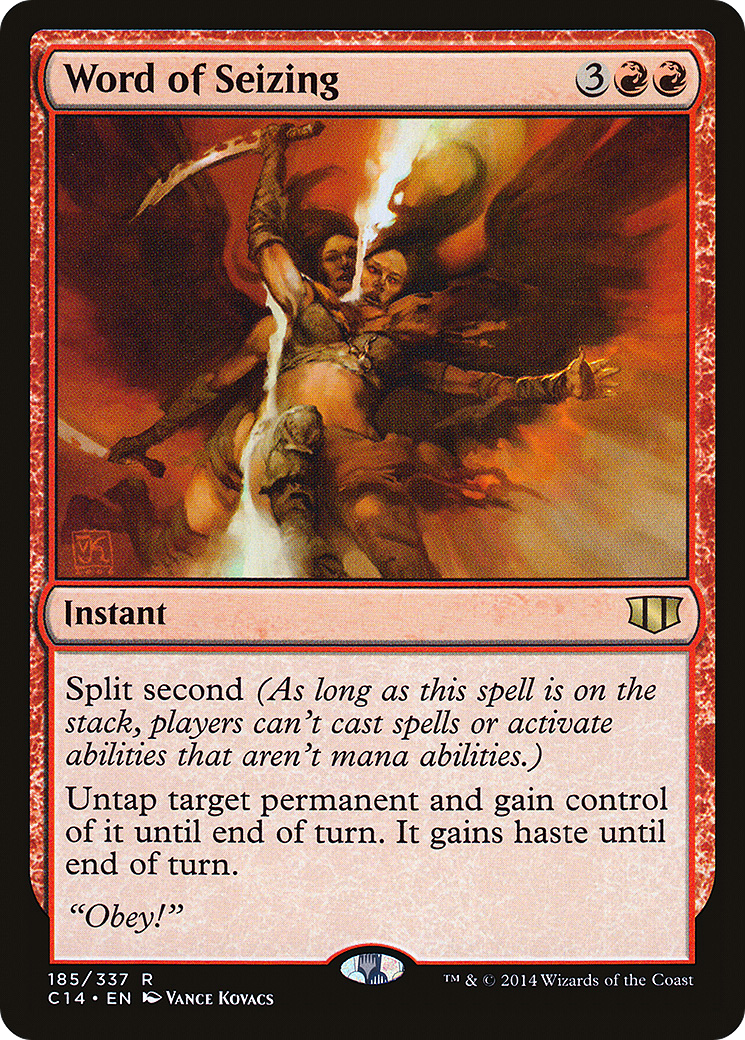 Word of Seizing 3
Instant
Split second (As long as this spell is on the
stack, players can't cast spells or activate
abilities that aren't mana abilities.)
Untap target permanent and gain control
of it until end of turn. It gains haste until
end of turn.
“Obey!”
185/337 R
™ & © 2014 Wizards of the Coast
C14 • EN Vance Kovacs